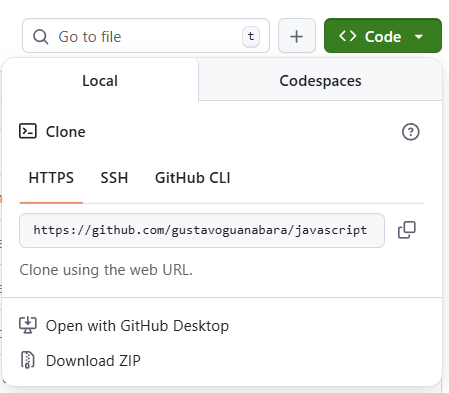 Go to file t + <> Code
Local Codespaces
Clone ?
HTTPS SSH GitHub CLI
https://github.com/gustavoguanabara/javascript
Clone using the web URL.
Open with GitHub Desktop
Download ZIP